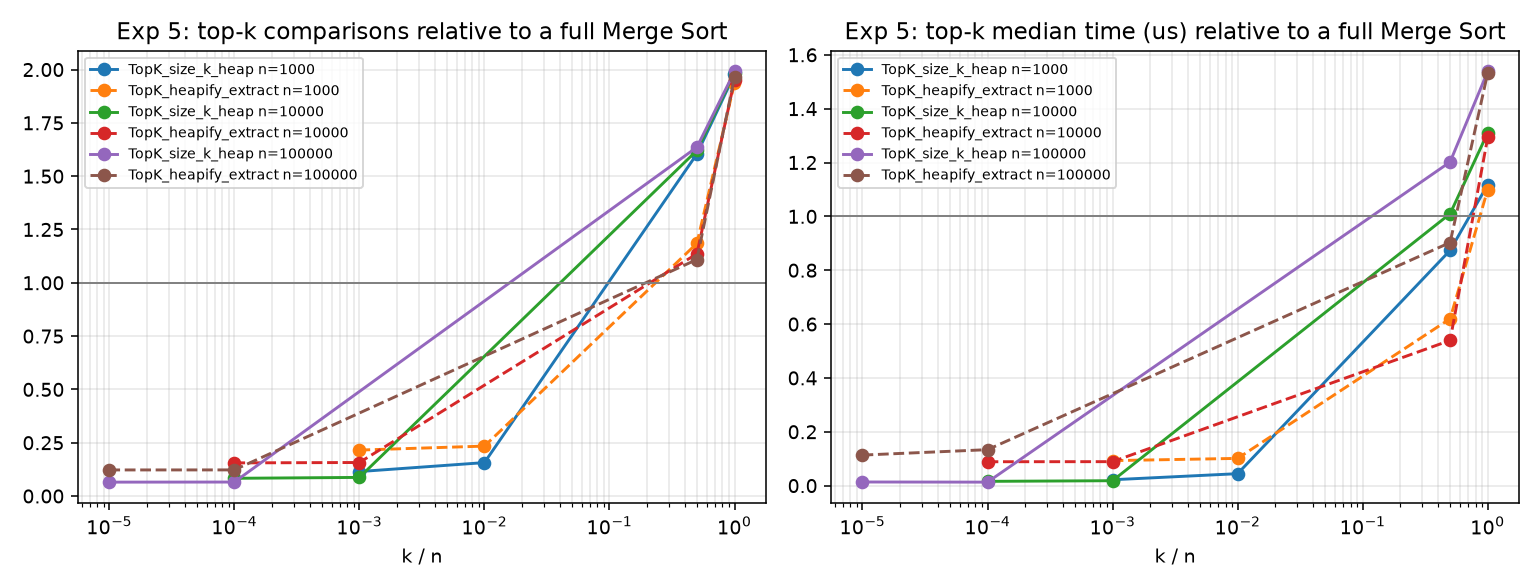 Exp 5: top-k comparisons relative to a full Merge Sort
2.00
1.75
1.50
1.25
1.00
0.75
0.50
0.25
0.00
TopK_size_k_heap n=1000
TopK_heapify_extract n=1000
TopK_size_k_heap n=10000
TopK_heapify_extract n=10000
TopK_size_k_heap n=100000
TopK_heapify_extract n=100000
10⁻⁵ 10⁻⁴ 10⁻³ 10⁻² 10⁻¹ 10⁰
k / n
Exp 5: top-k median time (us) relative to a full Merge Sort
1.6
1.4
1.2
1.0
0.8
0.6
0.4
0.2
0.0
TopK_size_k_heap n=1000
TopK_heapify_extract n=1000
TopK_size_k_heap n=10000
TopK_heapify_extract n=10000
TopK_size_k_heap n=100000
TopK_heapify_extract n=100000
10⁻⁵ 10⁻⁴ 10⁻³ 10⁻² 10⁻¹ 10⁰
k / n